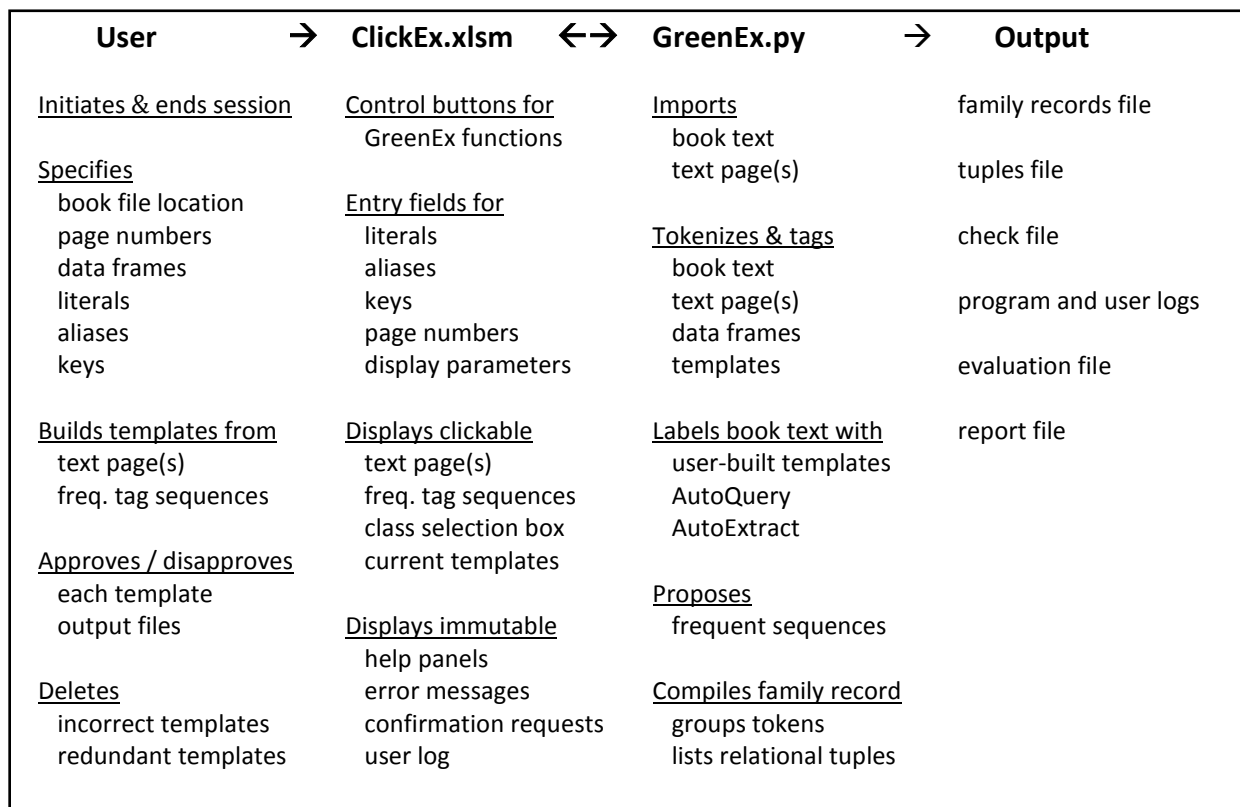 User → ClickEx.xlsm ←→ GreenEx.py → Output
Initiates & ends session
Specifies
book file location
page numbers
data frames
literals
aliases
keys
Builds templates from
text page(s)
freq. tag sequences
Approves / disapproves
each template
output files
Deletes
incorrect templates
redundant templates
Control buttons for
GreenEx functions
Entry fields for
literals
aliases
keys
page numbers
display parameters
Displays clickable
text page(s)
freq. tag sequences
class selection box
current templates
Displays immutable
help panels
error messages
confirmation requests
user log
Imports
book text
text page(s)
Tokenizes & tags
book text
text page(s)
data frames
templates
Labels book text with
user-built templates
AutoQuery
AutoExtract
Proposes
frequent sequences
Compiles family record
groups tokens
lists relational tuples
family records file
tuples file
check file
program and user logs
evaluation file
report file